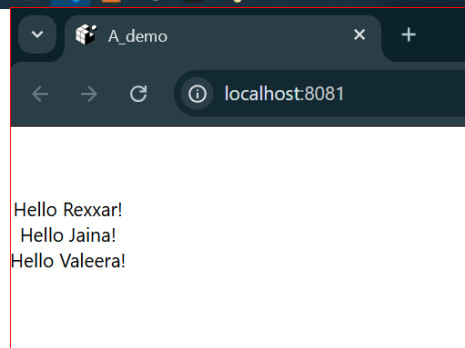 A_demo
localhost:8081
Hello Rexxar!
Hello Jaina!
Hello Valeera!